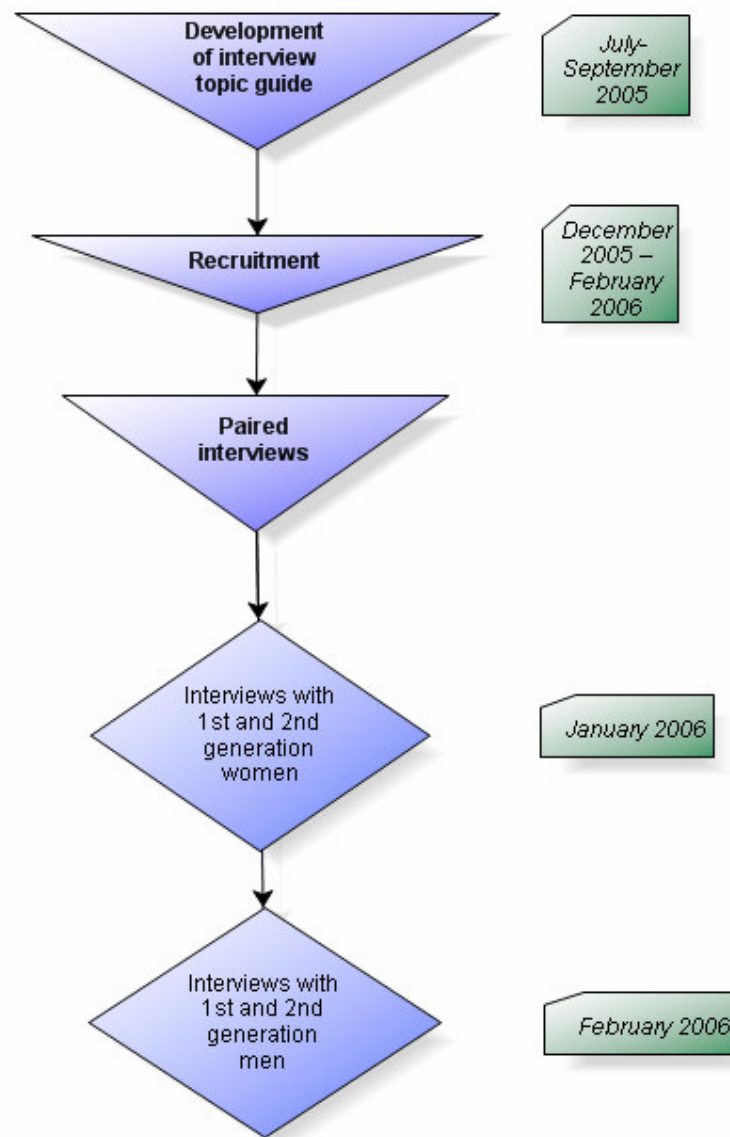 Development
of interview
topic guide
July-
September
2005
Recruitment
December
2005 –
February
2006
Paired
interviews
Interviews with
1st and 2nd
generation
women
January 2006
Interviews with
1st and 2nd
generation
men
February 2006